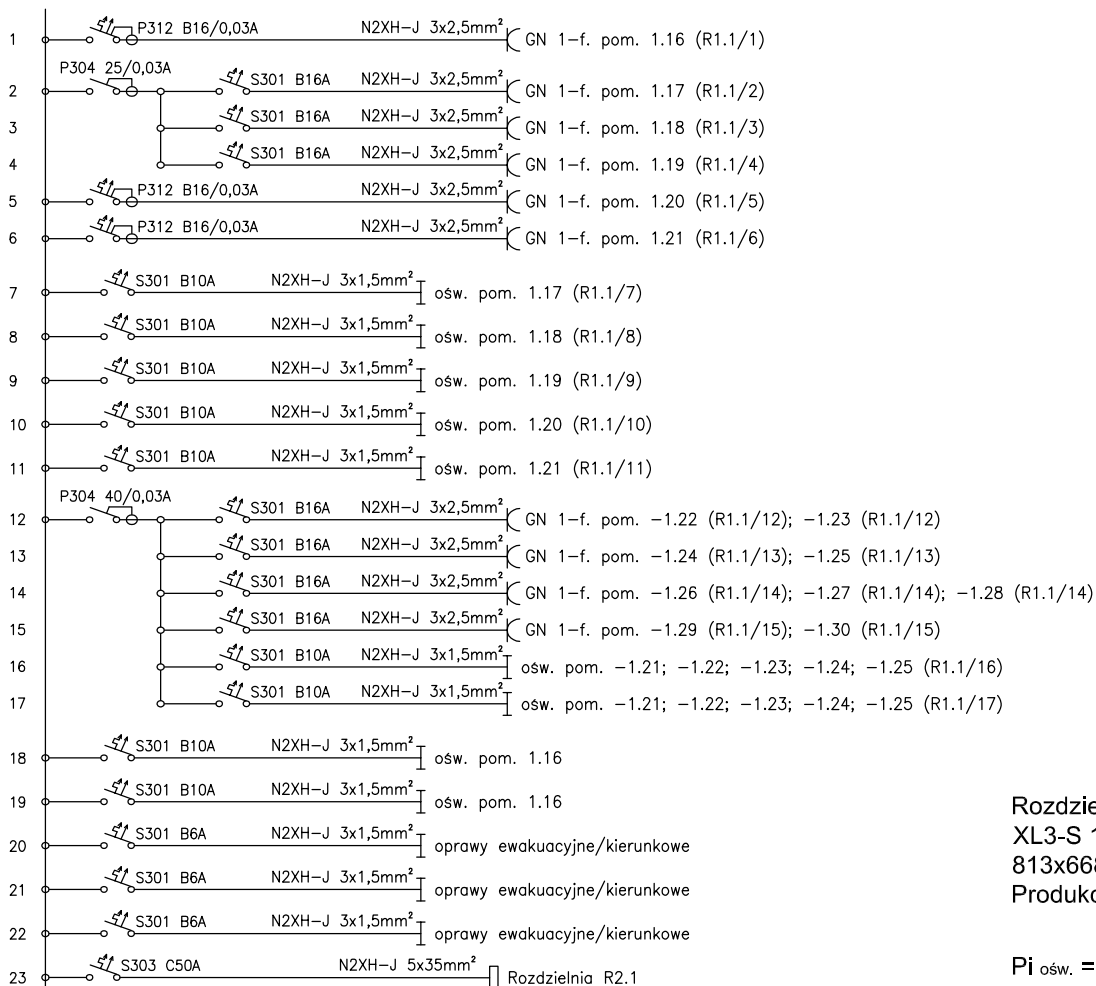 1 P312 B16/0,03A N2XH-J 3x2,5mm² GN 1-f. pom. 1.16 (R1.1/1)
P304 25/0,03A
2 S301 B16A N2XH-J 3x2,5mm² GN 1-f. pom. 1.17 (R1.1/2)
3 S301 B16A N2XH-J 3x2,5mm² GN 1-f. pom. 1.18 (R1.1/3)
4 S301 B16A N2XH-J 3x2,5mm² GN 1-f. pom. 1.19 (R1.1/4)
5 P312 B16/0,03A N2XH-J 3x2,5mm² GN 1-f. pom. 1.20 (R1.1/5)
6 P312 B16/0,03A N2XH-J 3x2,5mm² GN 1-f. pom. 1.21 (R1.1/6)
7 S301 B10A N2XH-J 3x1,5mm² ośw. pom. 1.17 (R1.1/7)
8 S301 B10A N2XH-J 3x1,5mm² ośw. pom. 1.18 (R1.1/8)
9 S301 B10A N2XH-J 3x1,5mm² ośw. pom. 1.19 (R1.1/9)
10 S301 B10A N2XH-J 3x1,5mm² ośw. pom. 1.20 (R1.1/10)
11 S301 B10A N2XH-J 3x1,5mm² ośw. pom. 1.21 (R1.1/11)
P304 40/0,03A
12 S301 B16A N2XH-J 3x2,5mm² GN 1-f. pom. -1.22 (R1.1/12); -1.23 (R1.1/12)
13 S301 B16A N2XH-J 3x2,5mm² GN 1-f. pom. -1.24 (R1.1/13); -1.25 (R1.1/13)
14 S301 B16A N2XH-J 3x2,5mm² GN 1-f. pom. -1.26 (R1.1/14); -1.27 (R1.1/14); -1.28 (R1.1/14)
15 S301 B16A N2XH-J 3x2,5mm² GN 1-f. pom. -1.29 (R1.1/15); -1.30 (R1.1/15)
16 S301 B10A N2XH-J 3x1,5mm² ośw. pom. -1.21; -1.22; -1.23; -1.24; -1.25 (R1.1/16)
17 S301 B10A N2XH-J 3x1,5mm² ośw. pom. -1.21; -1.22; -1.23; -1.24; -1.25 (R1.1/17)
18 S301 B10A N2XH-J 3x1,5mm² ośw. pom. 1.16
19 S301 B10A N2XH-J 3x1,5mm² ośw. pom. 1.16
20 S301 B6A N2XH-J 3x1,5mm² oprawy ewakuacyjne/kierunkowe
21 S301 B6A N2XH-J 3x1,5mm² oprawy ewakuacyjne/kierunkowe
22 S301 B6A N2XH-J 3x1,5mm² oprawy ewakuacyjne/kierunkowe
23 S303 C50A N2XH-J 5x35mm² Rozdzielnia R2.1
XL3-S
Pi ośw. =